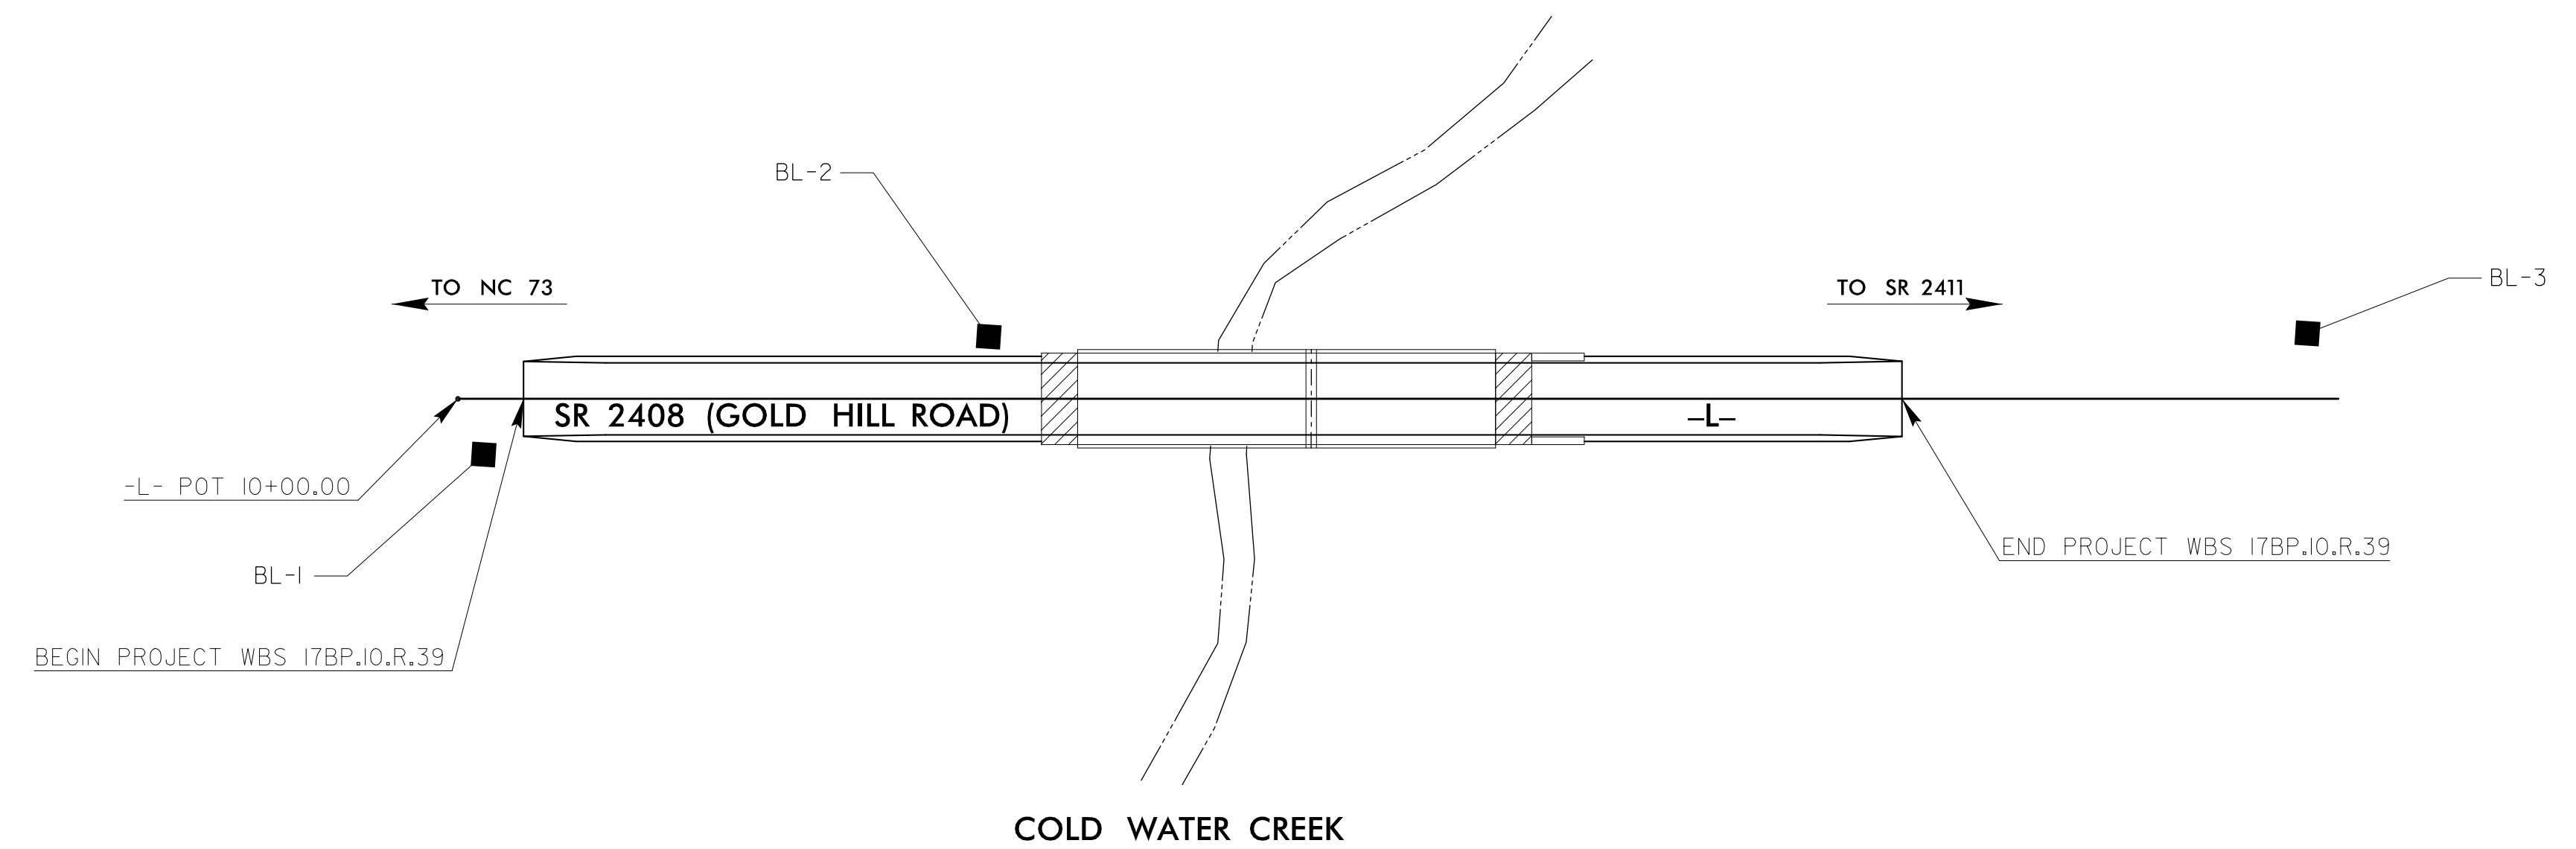 BL-2
BL-3
TO NC 73
TO SR 2411
SR 2408 (GOLD HILL ROAD)
-L-
-L- POT 10+00.00
END PROJECT WBS 17BP.10.R.39
BL-1
BEGIN PROJECT WBS 17BP.10.R.39
COLD WATER CREEK